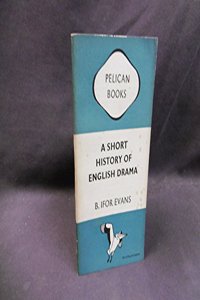 PELICAN
BOOKS
A SHORT
HISTORY OF
ENGLISH DRAMA
B. IFOR EVANS